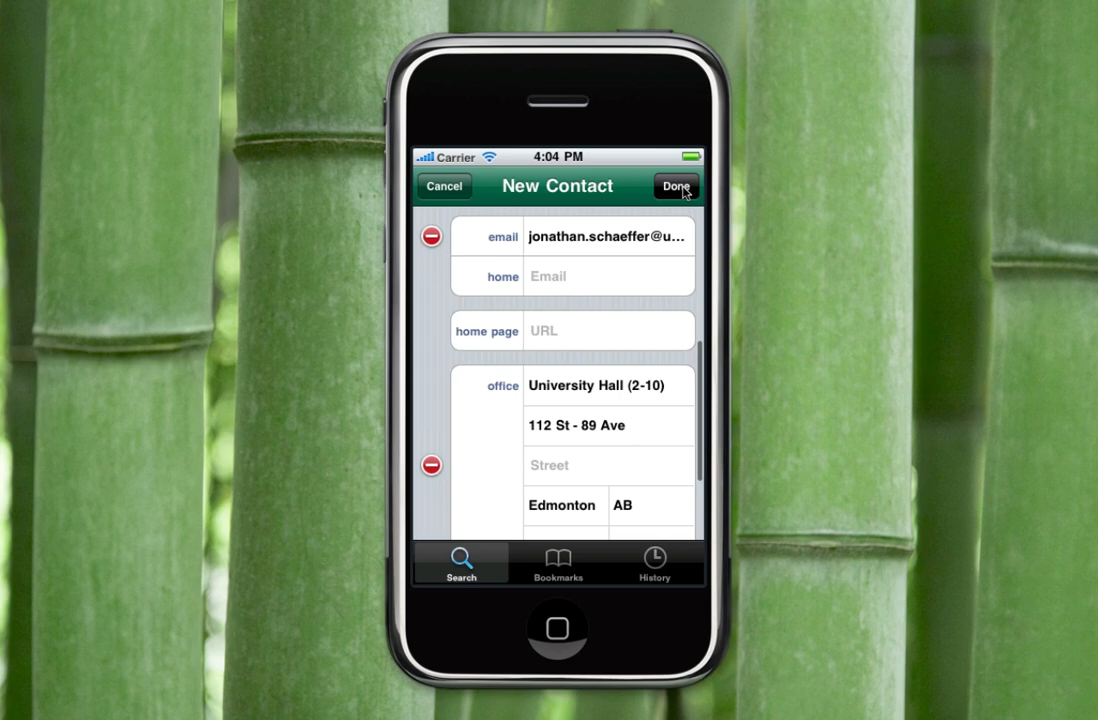 Carrier 4:04 PM
Cancel New Contact Done
email jonathan.schaeffer@u...
home Email
home page URL
office University Hall (2-10)
112 St - 89 Ave
Street
Edmonton AB
Search Bookmarks History